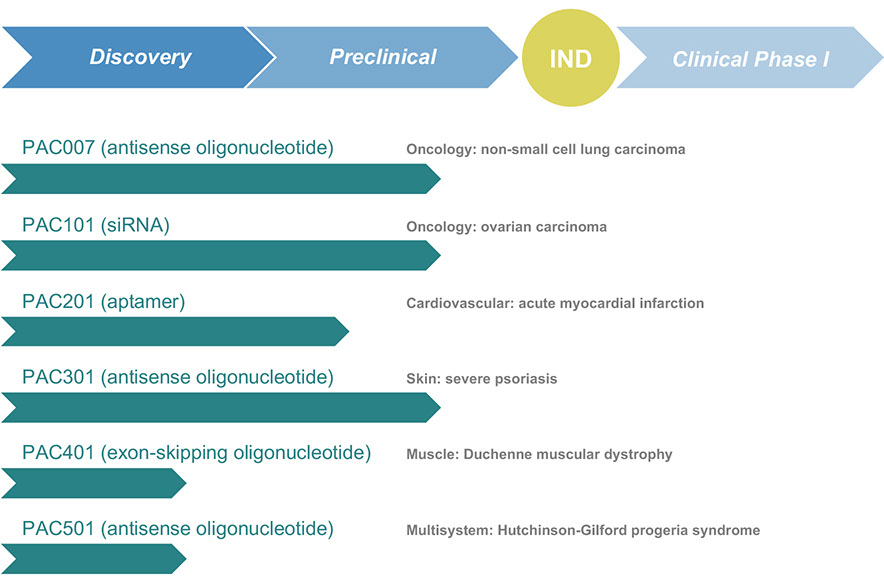 Discovery
Preclinical
IND
Clinical Phase I
PAC007 (antisense oligonucleotide)
Oncology: non-small cell lung carcinoma
PAC101 (siRNA)
Oncology: ovarian carcinoma
PAC201 (aptamer)
Cardiovascular: acute myocardial infarction
PAC301 (antisense oligonucleotide)
Skin: severe psoriasis
PAC401 (exon-skipping oligonucleotide)
Muscle: Duchenne muscular dystrophy
PAC501 (antisense oligonucleotide)
Multisystem: Hutchinson-Gilford progeria syndrome